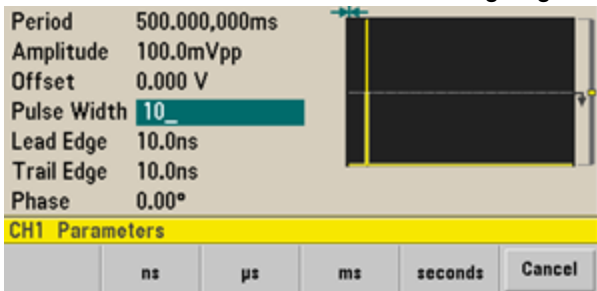 Period 500.000,000ms
Amplitude 100.0mVpp
Offset 0.000 V
Pulse Width 10_
Lead Edge 10.0ns
Trail Edge 10.0ns
Phase 0.00°
CH1 Parameters
ns µs ms seconds Cancel